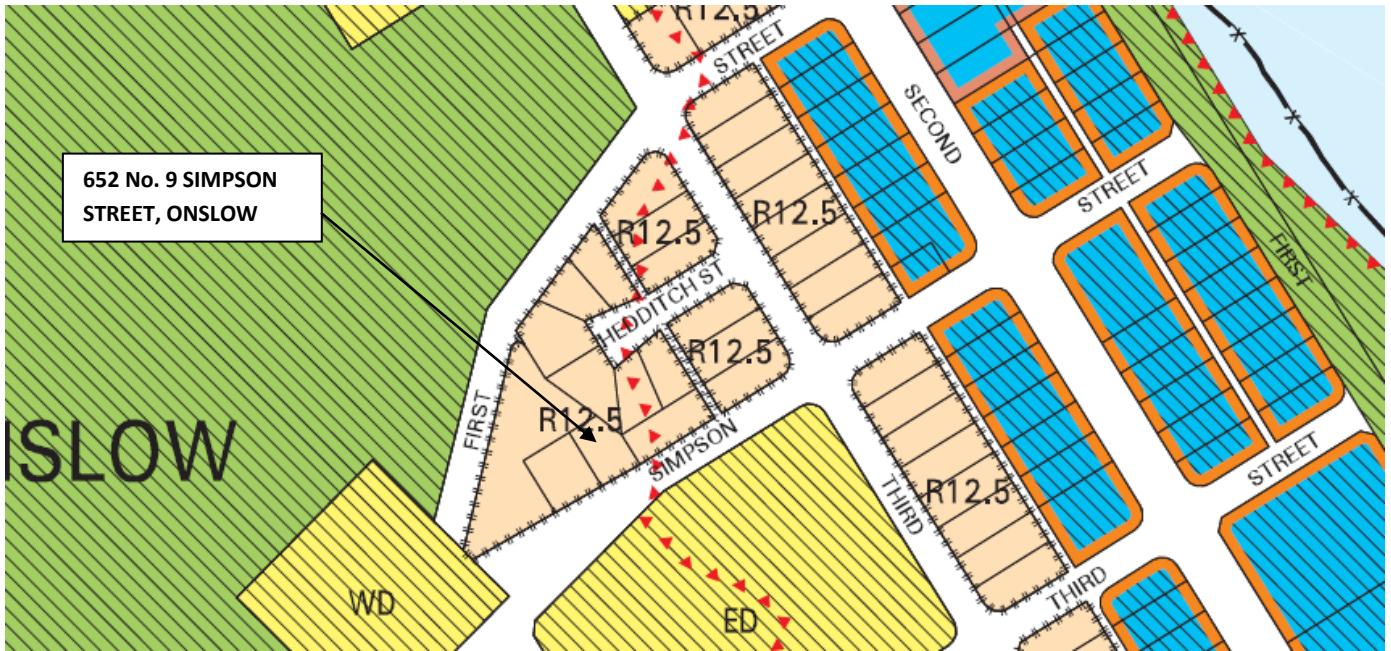 R12.5
STREET
SECOND
652 No. 9 SIMPSON
STREET, ONSLOW
STREET
R12.5
R12.5
FIRST
HEDDITCH ST
R12.5
FIRST
R12.5
NSLOW
SIMPSON
STREET
THIRD
R12.5
THIRD
WD
ED